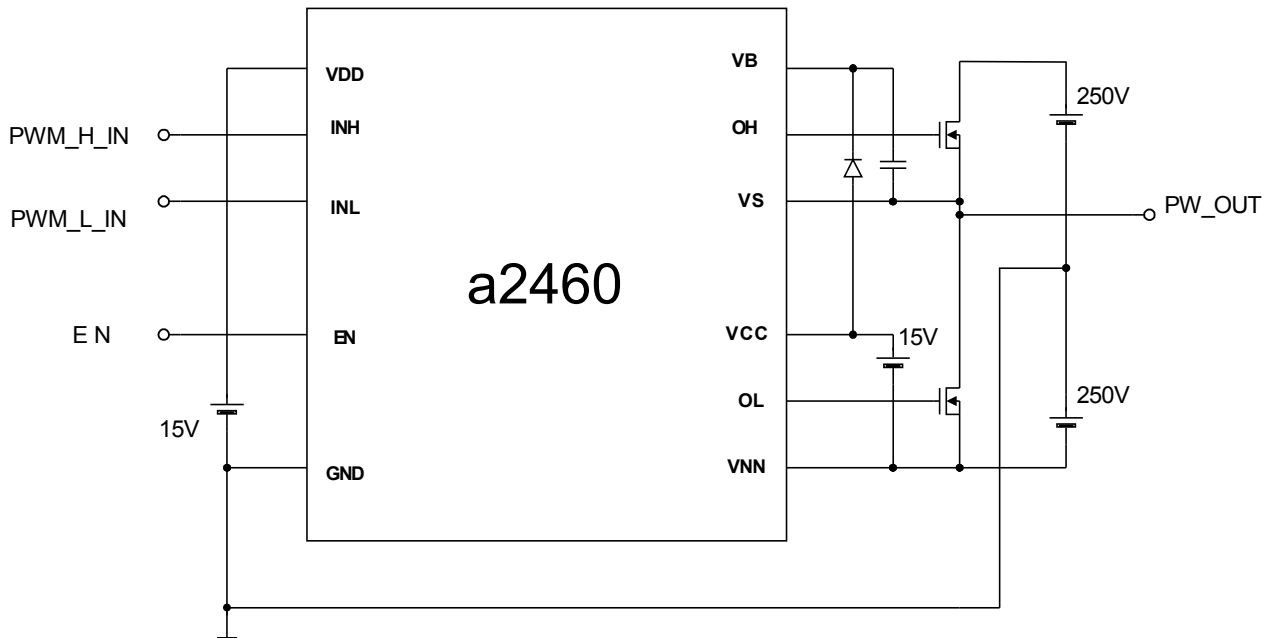 VDD
VB
250V
PWM_H_IN
INH
OH
PWM_L_IN
INL
VS
PW_OUT
a2460
E N
EN
VCC
15V
OL
250V
15V
GND
VNN